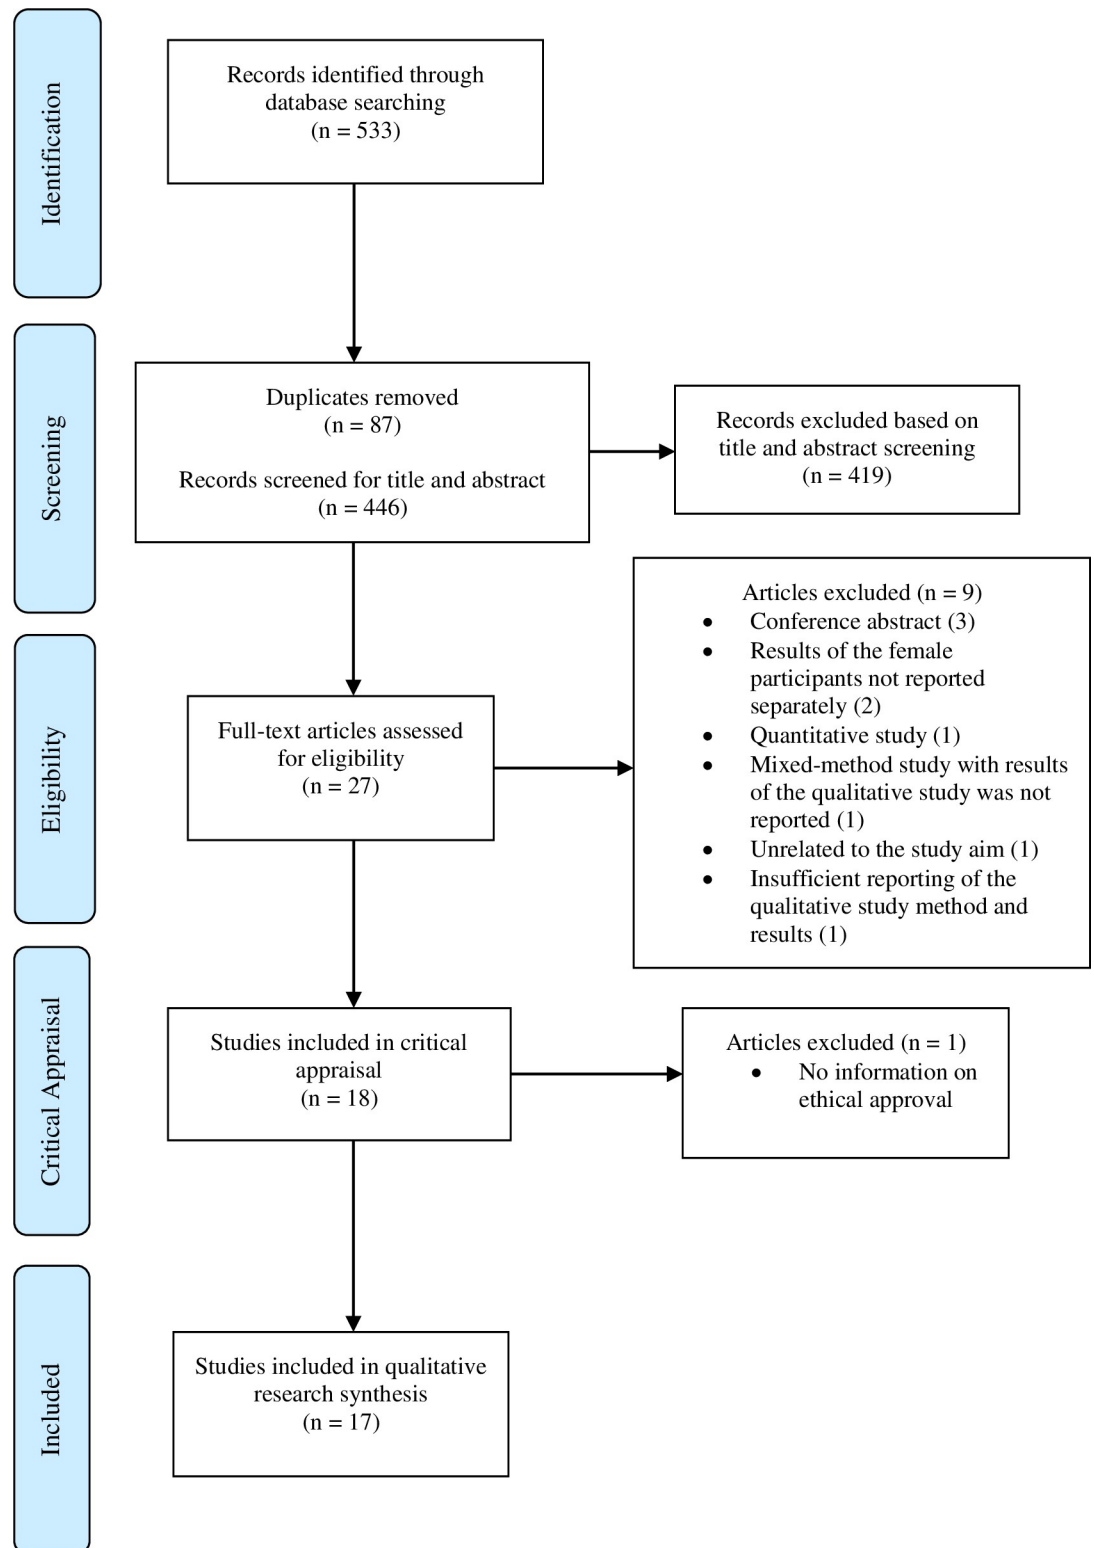 Identification
Records identified through
database searching
(n = 533)
Screening
Duplicates removed
(n = 87)
Records screened for title and abstract
(n = 446)
Records excluded based on
title and abstract screening
(n = 419)
Eligibility
Full-text articles assessed
for eligibility
(n = 27)
Articles excluded (n = 9)
• Conference abstract (3)
• Results of the female
participants not reported
separately (2)
• Quantitative study (1)
• Mixed-method study with results
of the qualitative study was not
reported (1)
• Unrelated to the study aim (1)
• Insufficient reporting of the
qualitative study method and
results (1)
Critical Appraisal
Studies included in critical
appraisal
(n = 18)
Articles excluded (n = 1)
• No information on
ethical approval
Included
Studies included in qualitative
research synthesis
(n = 17)